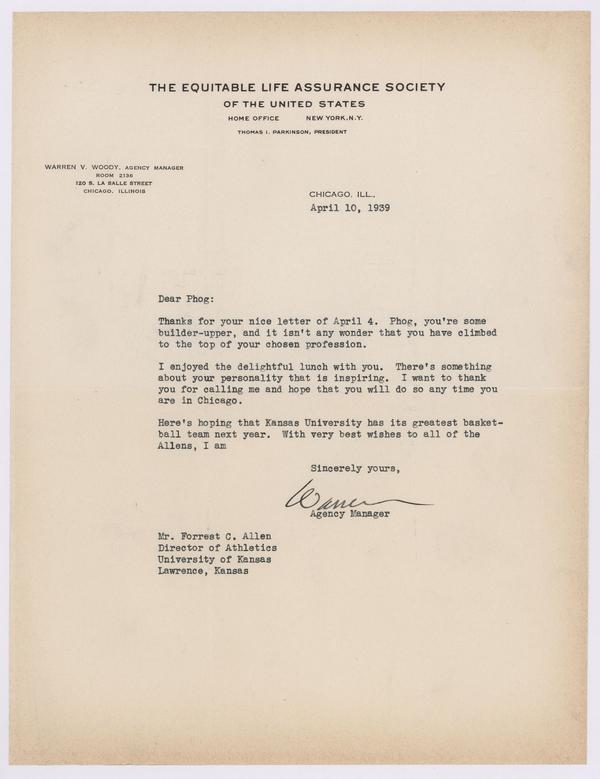 THE EQUITABLE LIFE ASSURANCE SOCIETY
OF THE UNITED STATES
HOME OFFICE NEW YORK, N.Y.
THOMAS I. PARKINSON, PRESIDENT
WARREN V. WOODY, AGENCY MANAGER
ROOM 2136
120 S. LA SALLE STREET
CHICAGO, ILLINOIS
CHICAGO, ILL.,
April 10, 1939
Dear Phog:
Thanks for your nice letter of April 4. Phog, you're some
builder-upper, and it isn't any wonder that you have climbed
to the top of your chosen profession.
I enjoyed the delightful lunch with you. There's something
about your personality that is inspiring. I want to thank
you for calling me and hope that you will do so any time you
are in Chicago.
Here's hoping that Kansas University has its greatest basket-
ball team next year. With very best wishes to all of the
Allens, I am
Sincerely yours,
Warren
Agency Manager
Mr. Forrest C. Allen
Director of Athletics
University of Kansas
Lawrence, Kansas